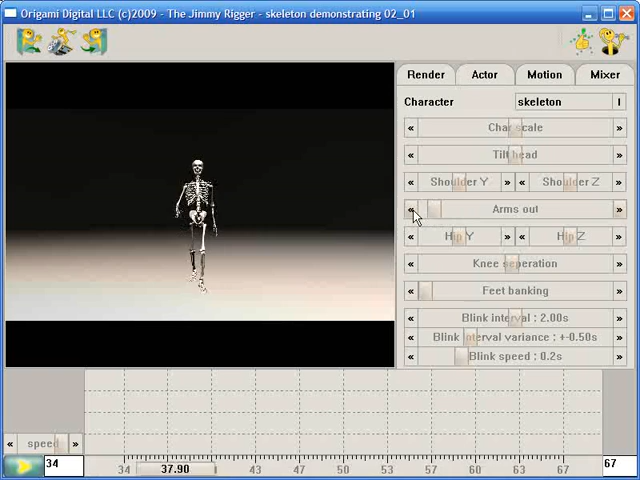 Origami Digital LLC (c)2009 - The Jimmy Rigger - skeleton demonstrating 02_01
Render Actor Motion Mixer
Character skeleton
Char scale
Tilt head
Shoulder Y Shoulder Z
Arms out
Hip Y Hip Z
Knee seperation
Feet banking
Blink interval : 2.00s
Blink interval variance : +-0.50s
Blink speed : 0.2s
speed
34 34 37.90 43 47 50 53 57 60 63 67 67